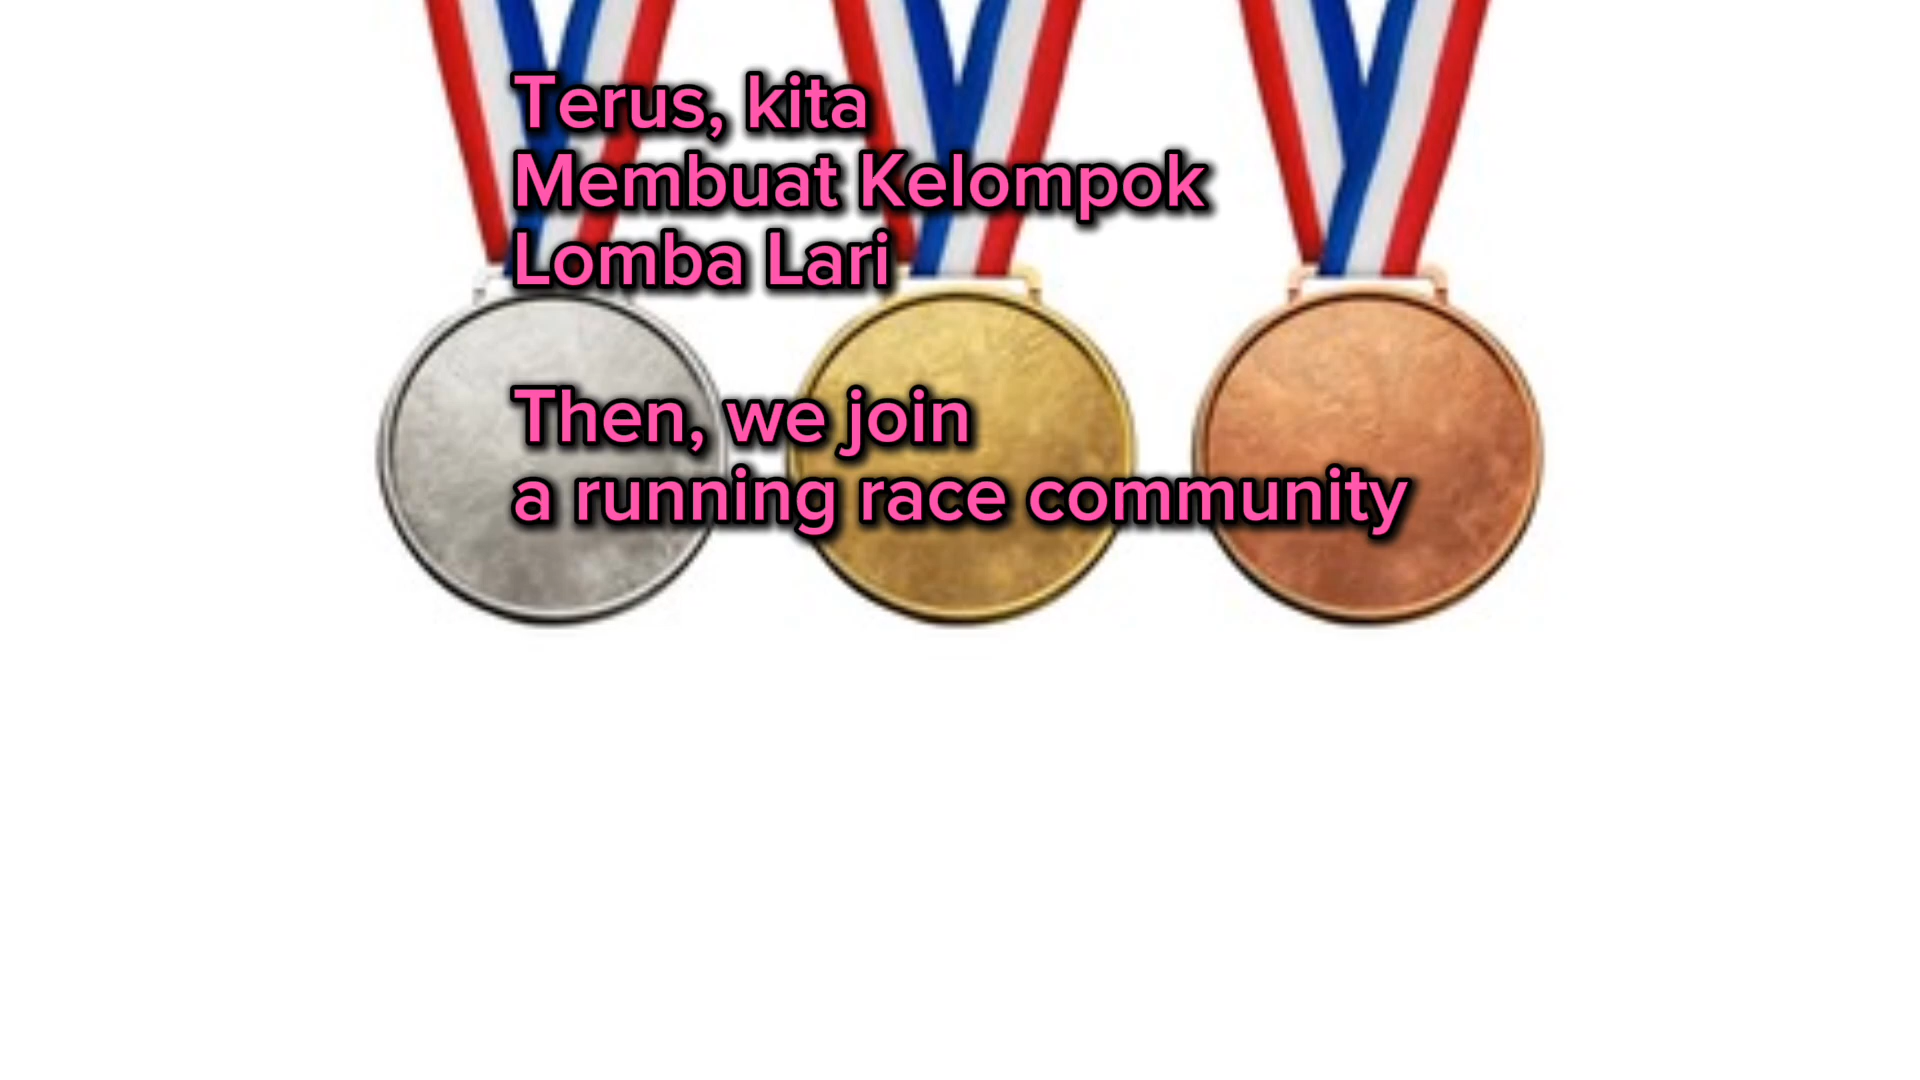 Terus, kita
Membuat Kelompok
Lomba Lari
Then, we join
a running race community